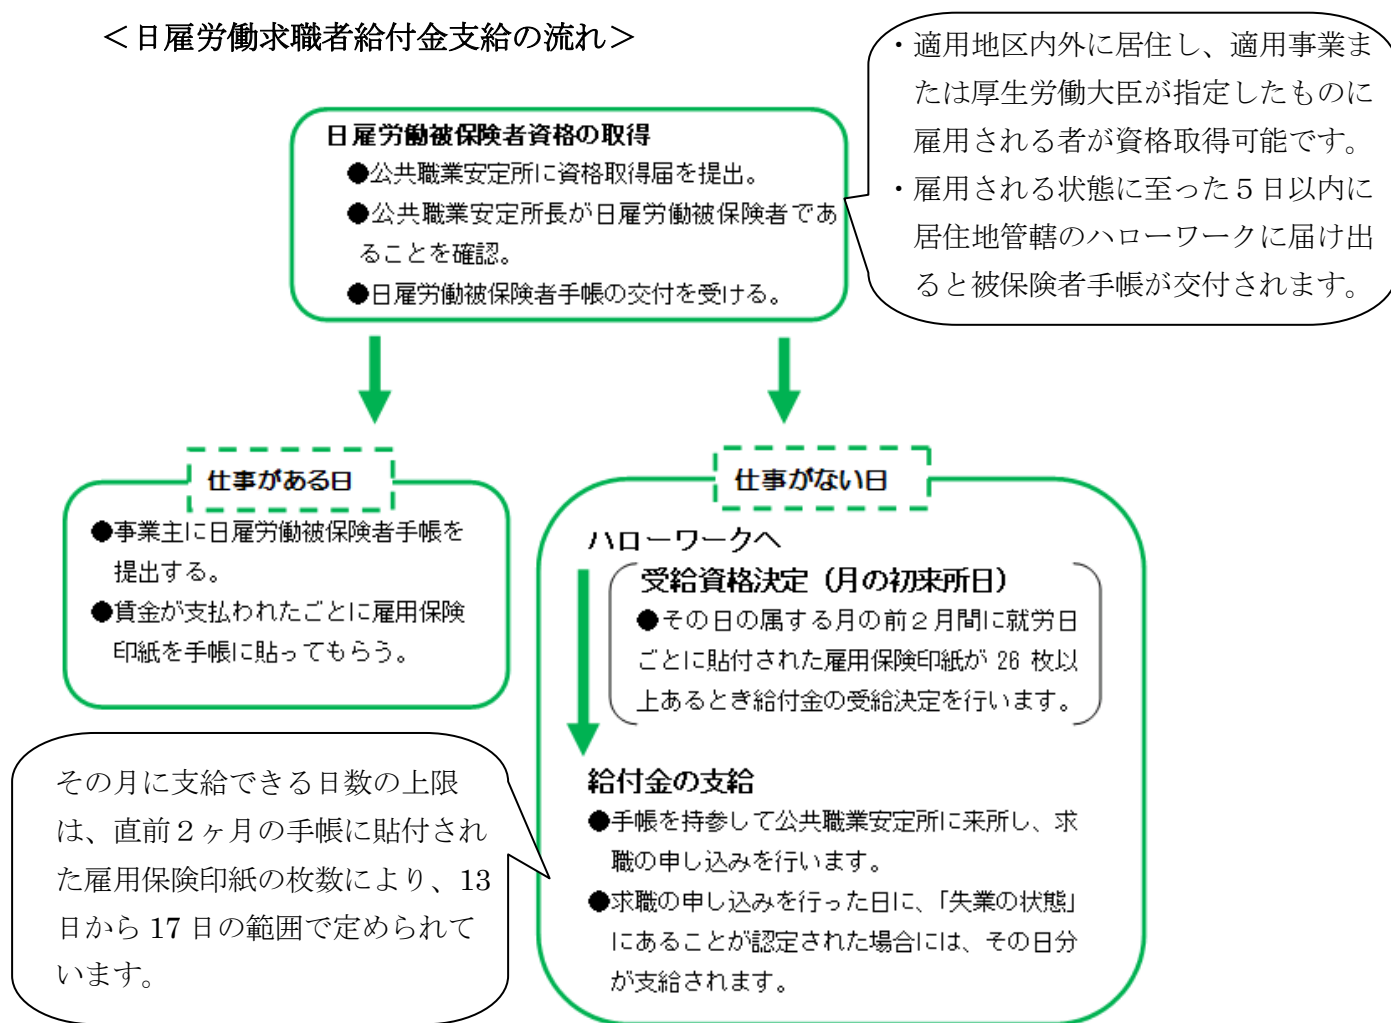 ＜日雇労働求職者給付金支給の流れ＞
・適用地区内外に居住し、適用事業ま
たは厚生労働大臣が指定したものに
雇用される者が資格取得可能です。
・雇用される状態に至った５日以内に
居住地管轄のハローワークに届け出
ると被保険者手帳が交付されます。
日雇労働被保険者資格の取得
●公共職業安定所に資格取得届を提出。
●公共職業安定所長が日雇労働被保険者であ
ることを確認。
●日雇労働被保険者手帳の交付を受ける。
仕事がある日
●事業主に日雇労働被保険者手帳を
提出する。
●賃金が支払われたごとに雇用保険
印紙を手帳に貼ってもらう。
仕事がない日
ハローワークへ
受給資格決定（月の初来所日）
●その日の属する月の前２月間に就労日
ごとに貼付された雇用保険印紙が 26 枚以
上あるとき給付金の受給決定を行います。
給付金の支給
●手帳を持参して公共職業安定所に来所し、求
職の申し込みを行います。
●求職の申し込みを行った日に、「失業の状態」
にあることが認定された場合には、その日分
が支給されます。
その月に支給できる日数の上限
は、直前２ヶ月の手帳に貼付され
た雇用保険印紙の枚数により、13
日から 17 日の範囲で定められて
います。